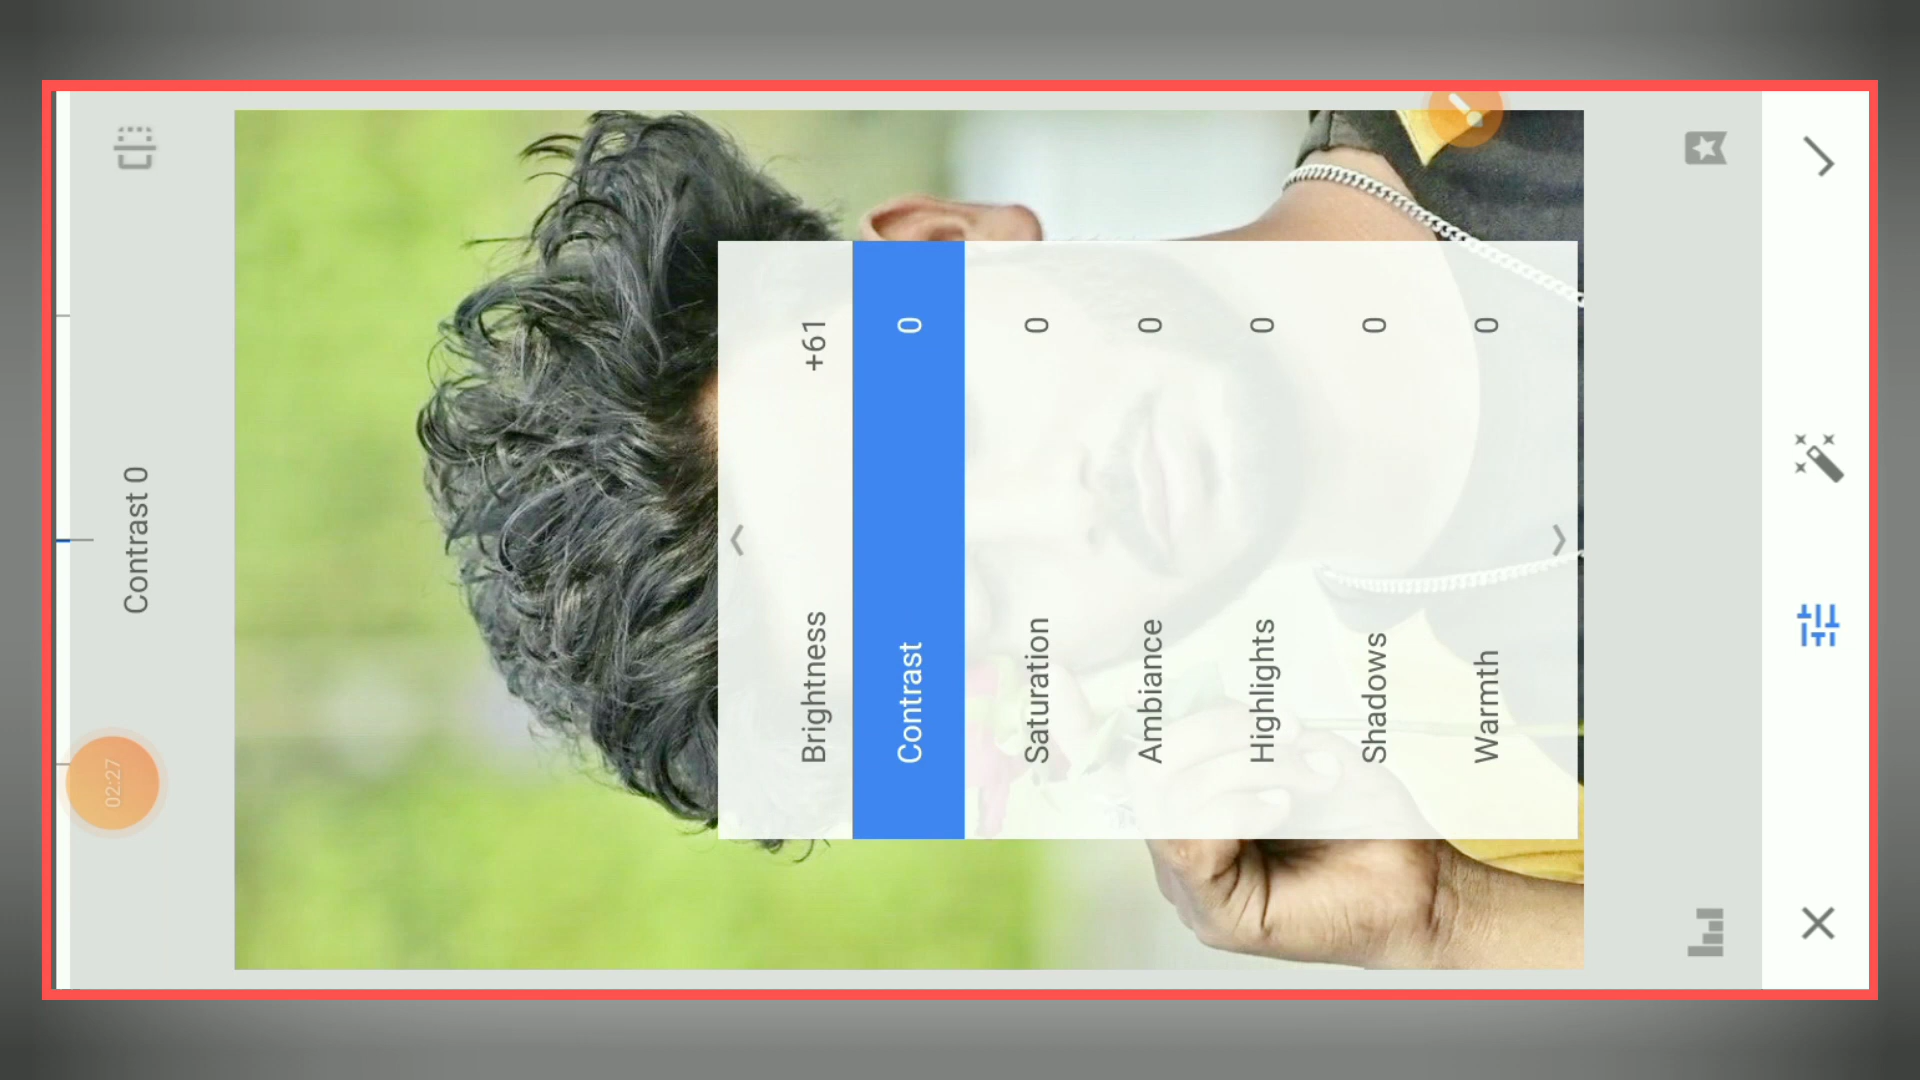 Contrast 0
02:27
Brightness +61
Contrast 0
Saturation 0
Ambiance 0
Highlights 0
Shadows 0
Warmth 0